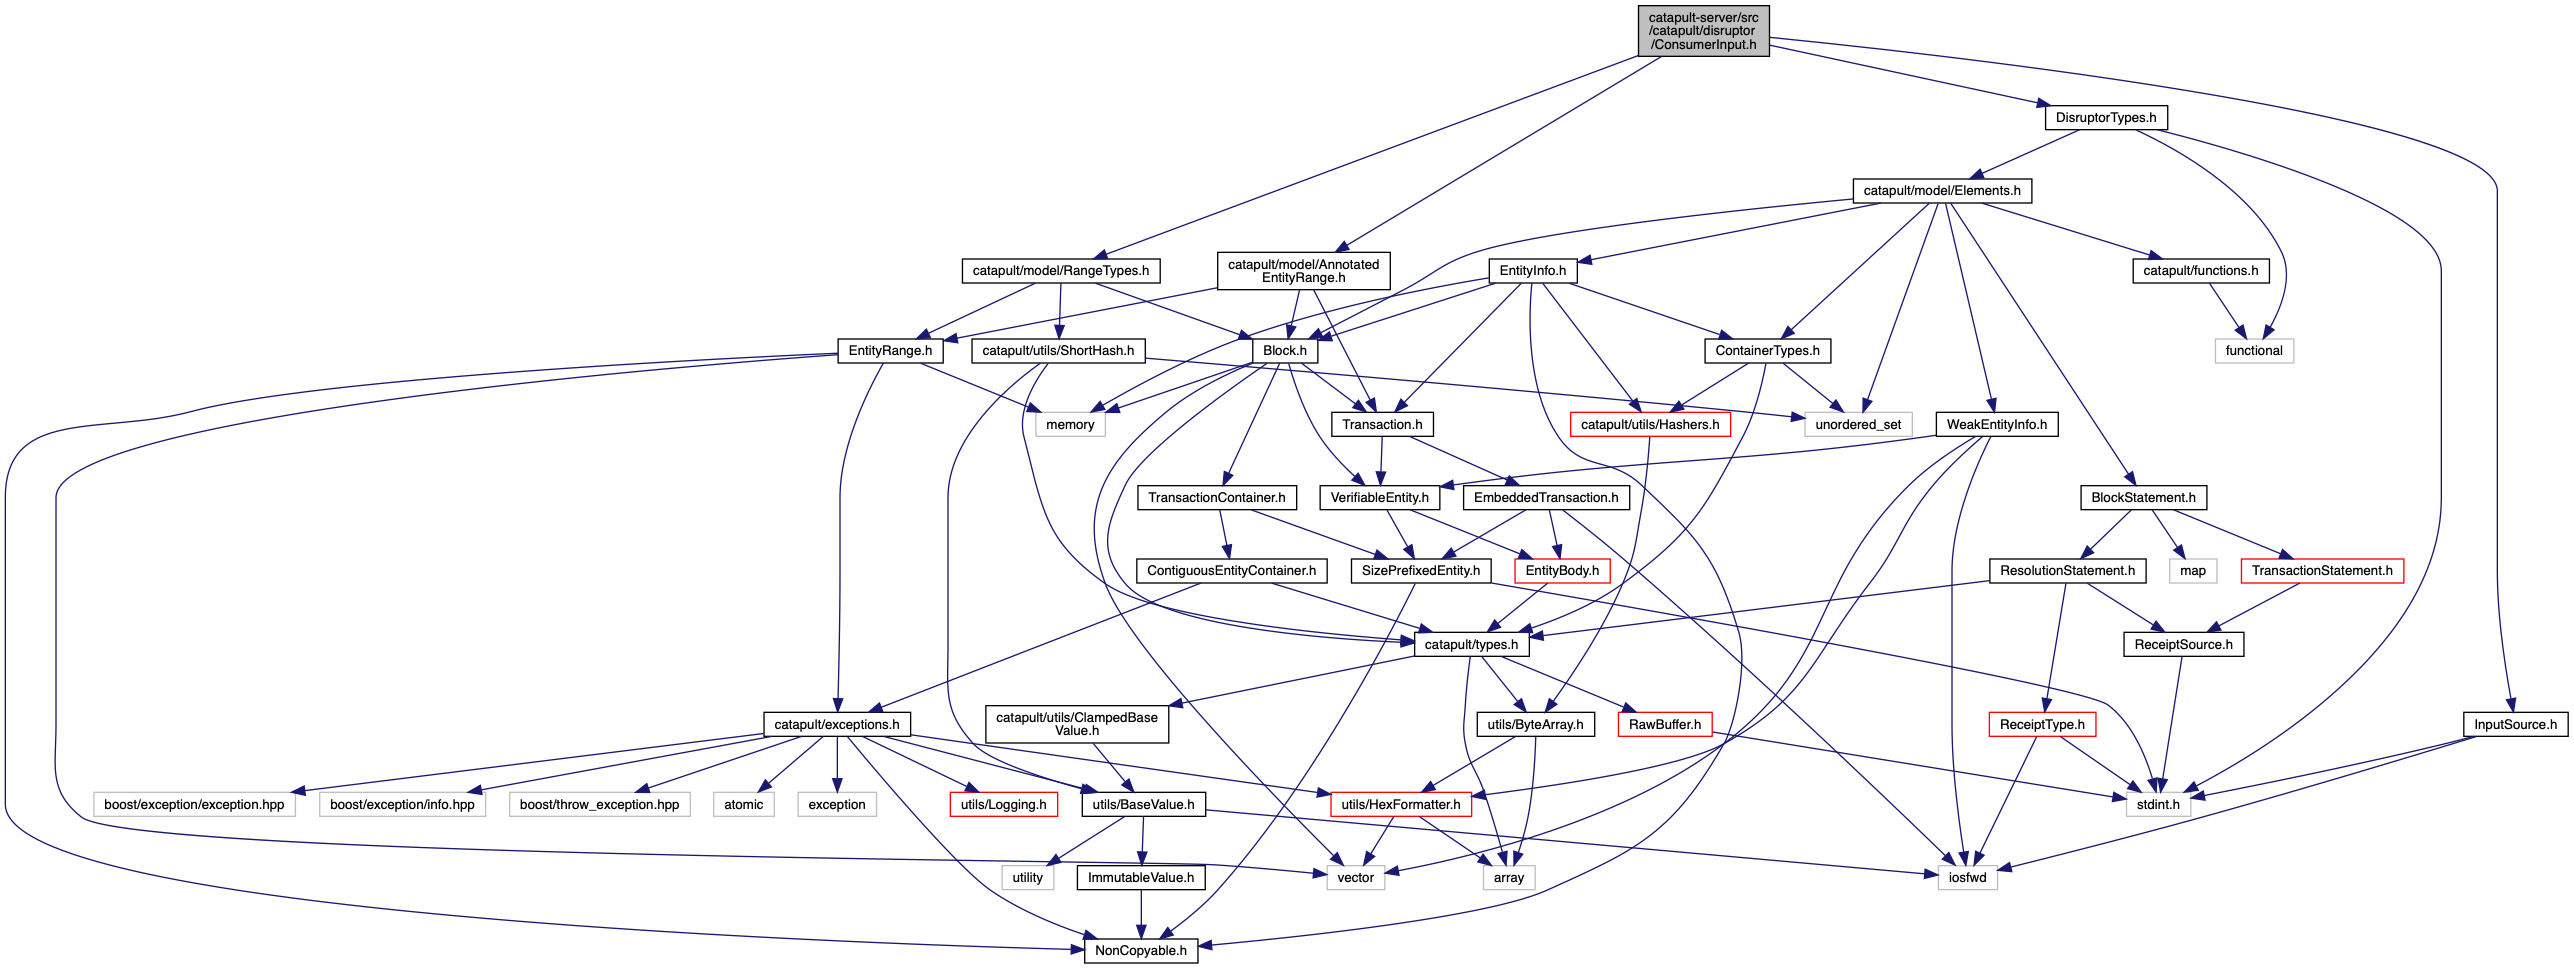 catapult-server/src
/catapult/disruptor
/ConsumerInput.h
DisruptorTypes.h
catapult/model/Elements.h
catapult/model/RangeTypes.h
catapult/model/Annotated
EntityRange.h
EntityInfo.h
catapult/functions.h
EntityRange.h
catapult/utils/ShortHash.h
Block.h
ContainerTypes.h
functional
memory
Transaction.h
catapult/utils/Hashers.h
unordered_set
WeakEntityInfo.h
TransactionContainer.h
VerifiableEntity.h
EmbeddedTransaction.h
BlockStatement.h
ContiguousEntityContainer.h
SizePrefixedEntity.h
EntityBody.h
ResolutionStatement.h
map
TransactionStatement.h
catapult/types.h
ReceiptSource.h
catapult/exceptions.h
catapult/utils/ClampedBase
Value.h
utils/ByteArray.h
RawBuffer.h
ReceiptType.h
InputSource.h
boost/exception/exception.hpp
boost/exception/info.hpp
boost/throw_exception.hpp
atomic
exception
utils/Logging.h
utils/BaseValue.h
utils/HexFormatter.h
stdint.h
utility
ImmutableValue.h
vector
array
iosfwd
NonCopyable.h